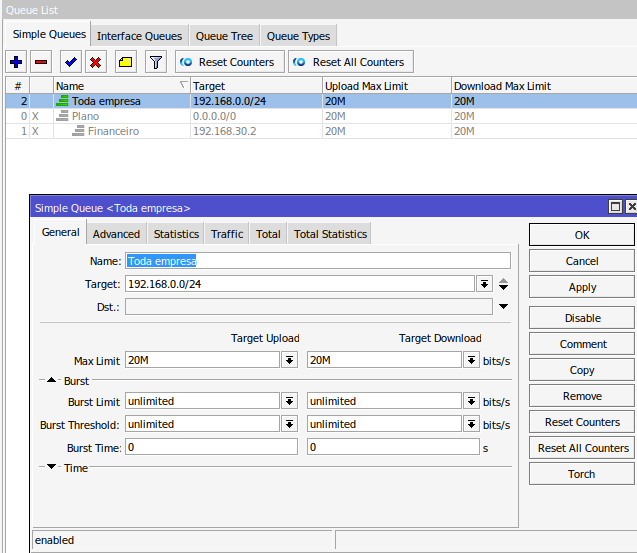 Queue List
Simple Queues Interface Queues Queue Tree Queue Types
Reset Counters Reset All Counters
# Name Target Upload Max Limit Download Max Limit
2 Toda empresa 192.168.0.0/24 20M 20M
0 X Plano 0.0.0.0/0 20M 20M
1 X Financeiro 192.168.30.2 20M 20M
Simple Queue <Toda empresa>
General Advanced Statistics Traffic Total Total Statistics
OK
Name: Toda empresa
Cancel
Target: 192.168.0.0/24
Apply
Dst.:
Disable
Target Upload Target Download
Comment
Max Limit 20M 20M bits/s
Copy
Burst
Remove
Burst Limit unlimited unlimited bits/s
Reset Counters
Burst Threshold: unlimited unlimited bits/s
Burst Time: 0 0 s
Reset All Counters
Time
Torch
enabled